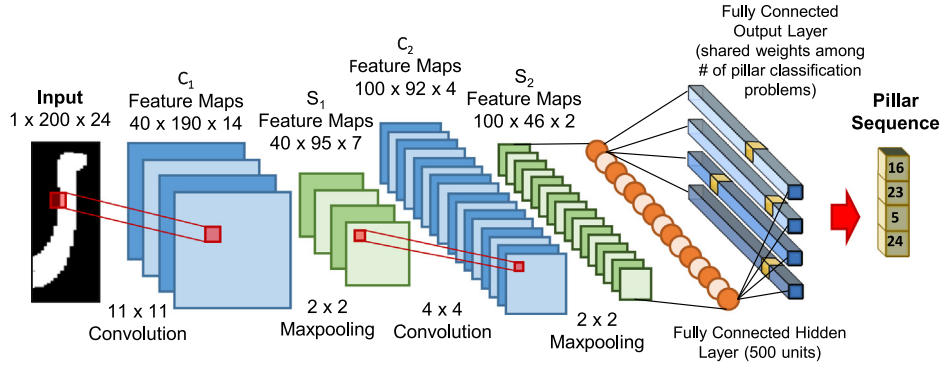 Input
1 x 200 x 24
C1
Feature Maps
40 x 190 x 14
S1
Feature Maps
40 x 95 x 7
C2
Feature Maps
100 x 92 x 4
S2
Feature Maps
100 x 46 x 2
Fully Connected
Output Layer
(shared weights among
# of pillar classification
problems)
Pillar
Sequence
16
23
5
24
11 x 11
Convolution
2 x 2
Maxpooling
4 x 4
Convolution
2 x 2
Maxpooling
Fully Connected Hidden
Layer (500 units)